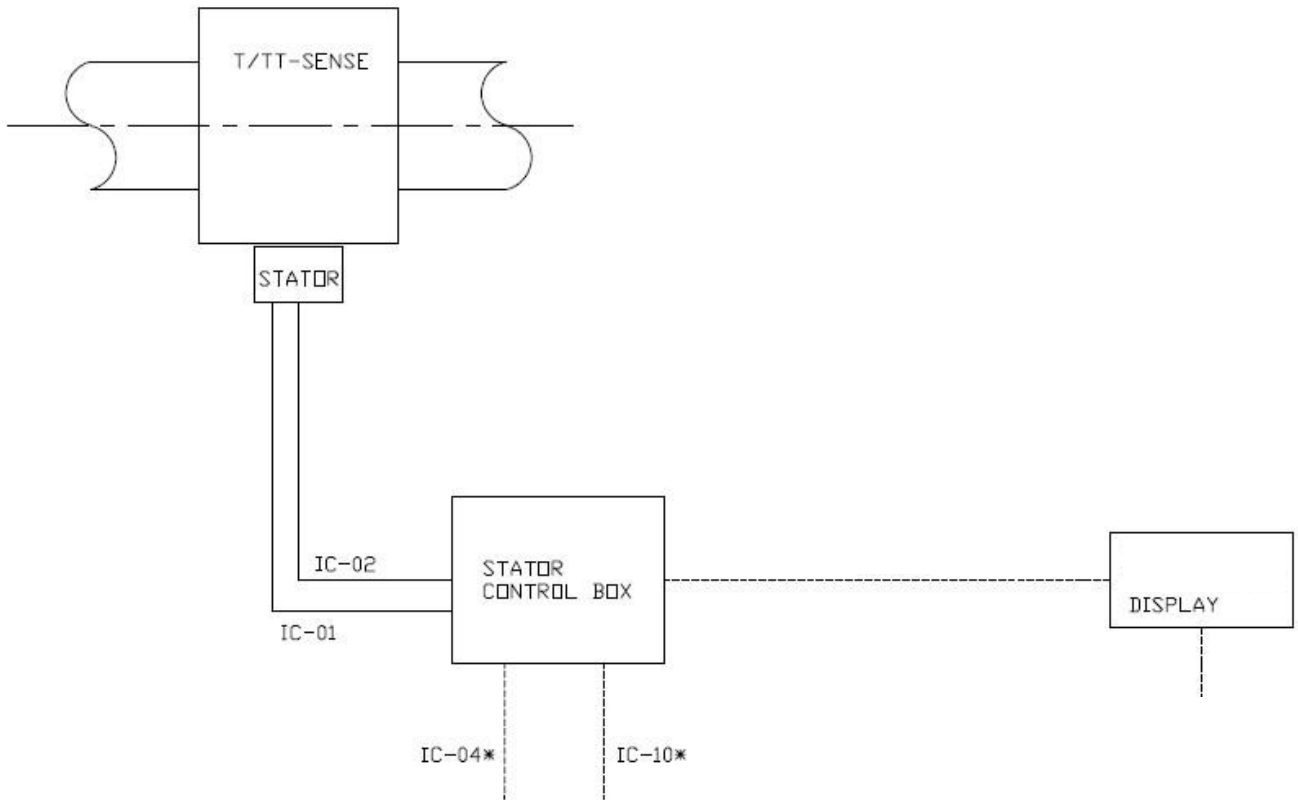 T/TT-SENSE
STATOR
IC-02
IC-01
STATOR
CONTROL BOX
DISPLAY
IC-04*
IC-10*